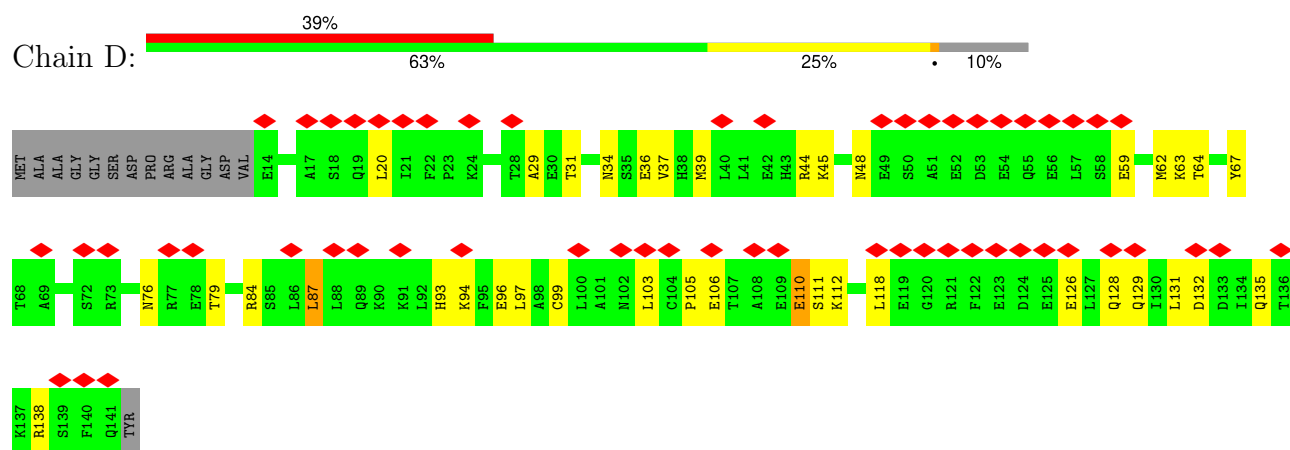 39%
Chain D:
63% 25% • 10%
MET ALA ALA GLY GLY SER ASP PRO ARG ALA GLY ASP VAL E14 A17 S18 Q19 L20 I21 F22 P23 K24 T28 A29 E30 T31 N34 S35 E36 V37 H38 M39 L40 L41 E42 H43 R44 K45 N48 E49 S50 A51 E52 D53 E54 Q55 E56 L57 S58 E59 M62 K63 T64 Y67
T68 A69 S72 R73 N76 R77 E78 T79 R84 S85 L86 L87 L88 Q89 K90 K91 L92 H93 K94 F95 E96 L97 A98 C99 L100 A101 N102 L103 C104 P105 E106 T107 A108 E109 E110 S111 K112 L118 E119 G120 R121 F122 E123 D124 E125 E126 L127 Q128 Q129 I130 L131 D132 D133 I134 Q135 T136
K137 R138 S139 F140 Q141 TYR